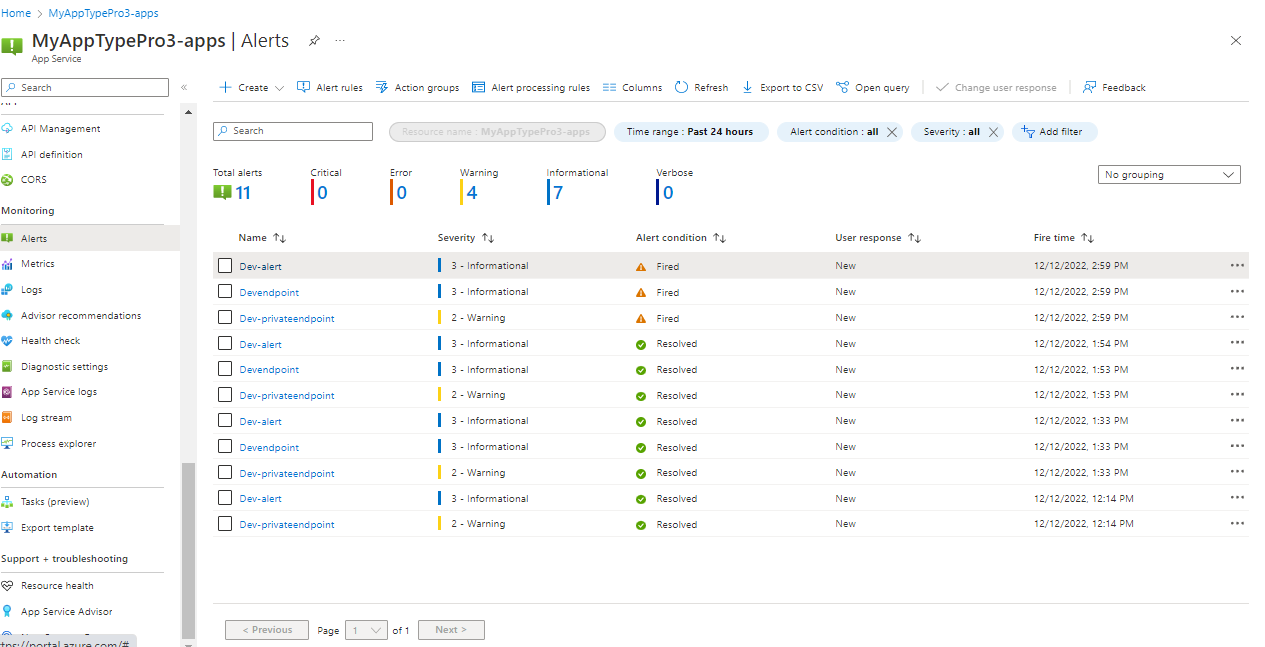 Home > MyAppTypePro3-apps
MyAppTypePro3-apps | Alerts ...
App Service
Search «
Create Alert rules Action groups Alert processing rules Columns Refresh Export to CSV Open query Change user response Feedback
API Management
API definition
CORS
Monitoring
Alerts
Metrics
Logs
Advisor recommendations
Health check
Diagnostic settings
App Service logs
Log stream
Process explorer
Automation
Tasks (preview)
Export template
Support + troubleshooting
Resource health
App Service Advisor
ttps://portal.azure.com/#
Search Resource name : MyAppTypePro3-apps Time range : Past 24 hours Alert condition : all Severity : all Add filter
Total alerts Critical Error Warning Informational Verbose
11 0 0 4 7 0
No grouping
Name Severity Alert condition User response Fire time
Dev-alert 3 - Informational Fired New 12/12/2022, 2:59 PM ...
Devendpoint 3 - Informational Fired New 12/12/2022, 2:59 PM ...
Dev-privateendpoint 2 - Warning Fired New 12/12/2022, 2:59 PM ...
Dev-alert 3 - Informational Resolved New 12/12/2022, 1:54 PM ...
Devendpoint 3 - Informational Resolved New 12/12/2022, 1:53 PM ...
Dev-privateendpoint 2 - Warning Resolved New 12/12/2022, 1:53 PM ...
Dev-alert 3 - Informational Resolved New 12/12/2022, 1:33 PM ...
Devendpoint 3 - Informational Resolved New 12/12/2022, 1:33 PM ...
Dev-privateendpoint 2 - Warning Resolved New 12/12/2022, 1:33 PM ...
Dev-alert 3 - Informational Resolved New 12/12/2022, 12:14 PM ...
Dev-privateendpoint 2 - Warning Resolved New 12/12/2022, 12:14 PM ...
< Previous Page 1 of 1 Next >